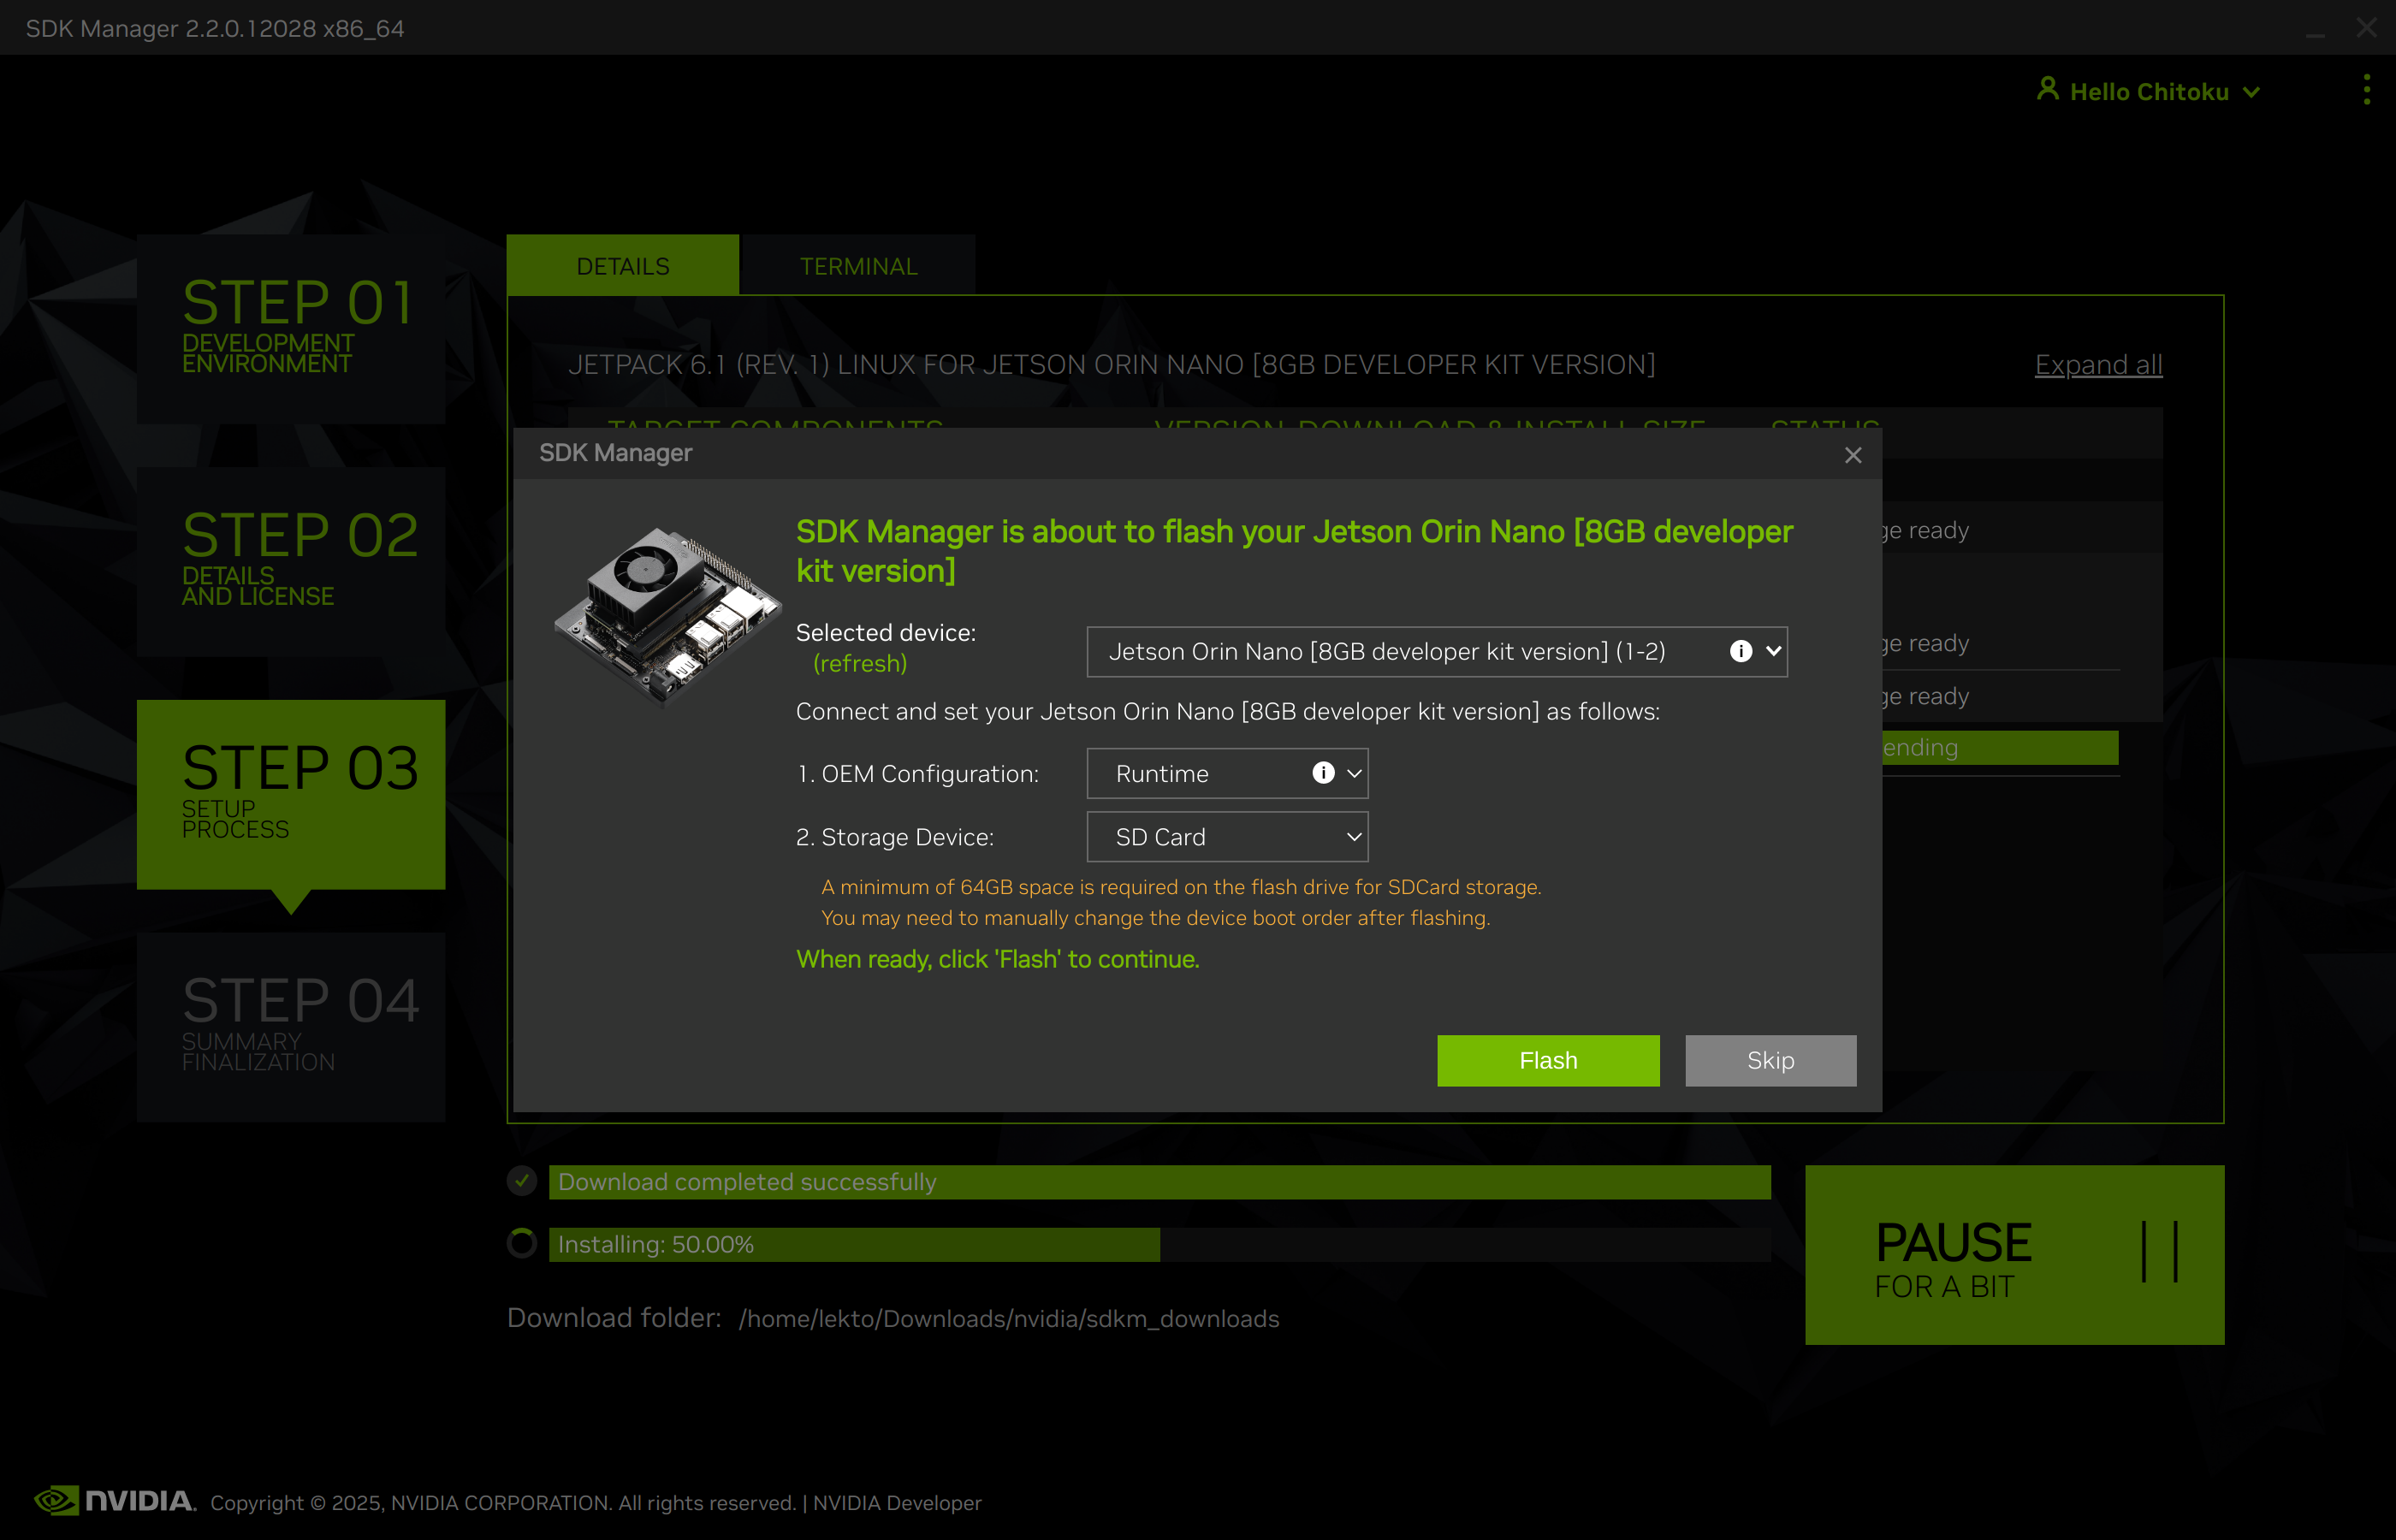 SDK Manager 2.2.0.12028 x86_64
Hello Chitoku
STEP 01
DEVELOPMENT
ENVIRONMENT
STEP 02
DETAILS
AND LICENSE
STEP 03
SETUP
PROCESS
STEP 04
SUMMARY
FINALIZATION
DETAILS
TERMINAL
JETPACK 6.1 (REV. 1) LINUX FOR JETSON ORIN NANO [8GB DEVELOPER KIT VERSION]
Expand all
TARGET COMPONENTS
VERSION DOWNLOAD & INSTALL SIZE
STATUS
ready
ready
ready
SDK Manager
SDK Manager is about to flash your Jetson Orin Nano [8GB developer
kit version]
Selected device:
(refresh)
Jetson Orin Nano [8GB developer kit version] (1-2)
Connect and set your Jetson Orin Nano [8GB developer kit version] as follows:
1. OEM Configuration:
Runtime
2. Storage Device:
SD Card
A minimum of 64GB space is required on the flash drive for SDCard storage.
You may need to manually change the device boot order after flashing.
When ready, click 'Flash' to continue.
Flash
Skip
Download completed successfully
Installing: 50.00%
PAUSE
FOR A BIT
Download folder: /home/lekto/Downloads/nvidia/sdkm_downloads
NVIDIA. Copyright © 2025, NVIDIA CORPORATION. All rights reserved. | NVIDIA Developer